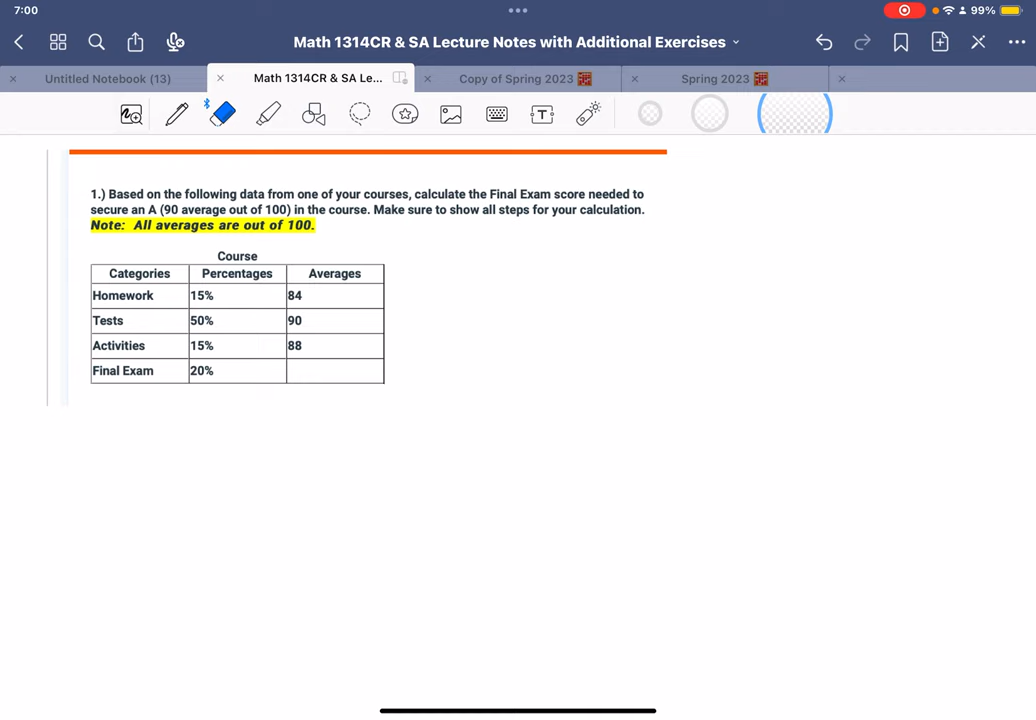 7:00
99%
Math 1314CR & SA Lecture Notes with Additional Exercises
Untitled Notebook (13)
Math 1314CR & SA Le...
Copy of Spring 2023
Spring 2023
1.) Based on the following data from one of your courses, calculate the Final Exam score needed to
secure an A (90 average out of 100) in the course. Make sure to show all steps for your calculation.
Note: All averages are out of 100.
Course
Categories Percentages Averages
Homework 15% 84
Tests 50% 90
Activities 15% 88
Final Exam 20%